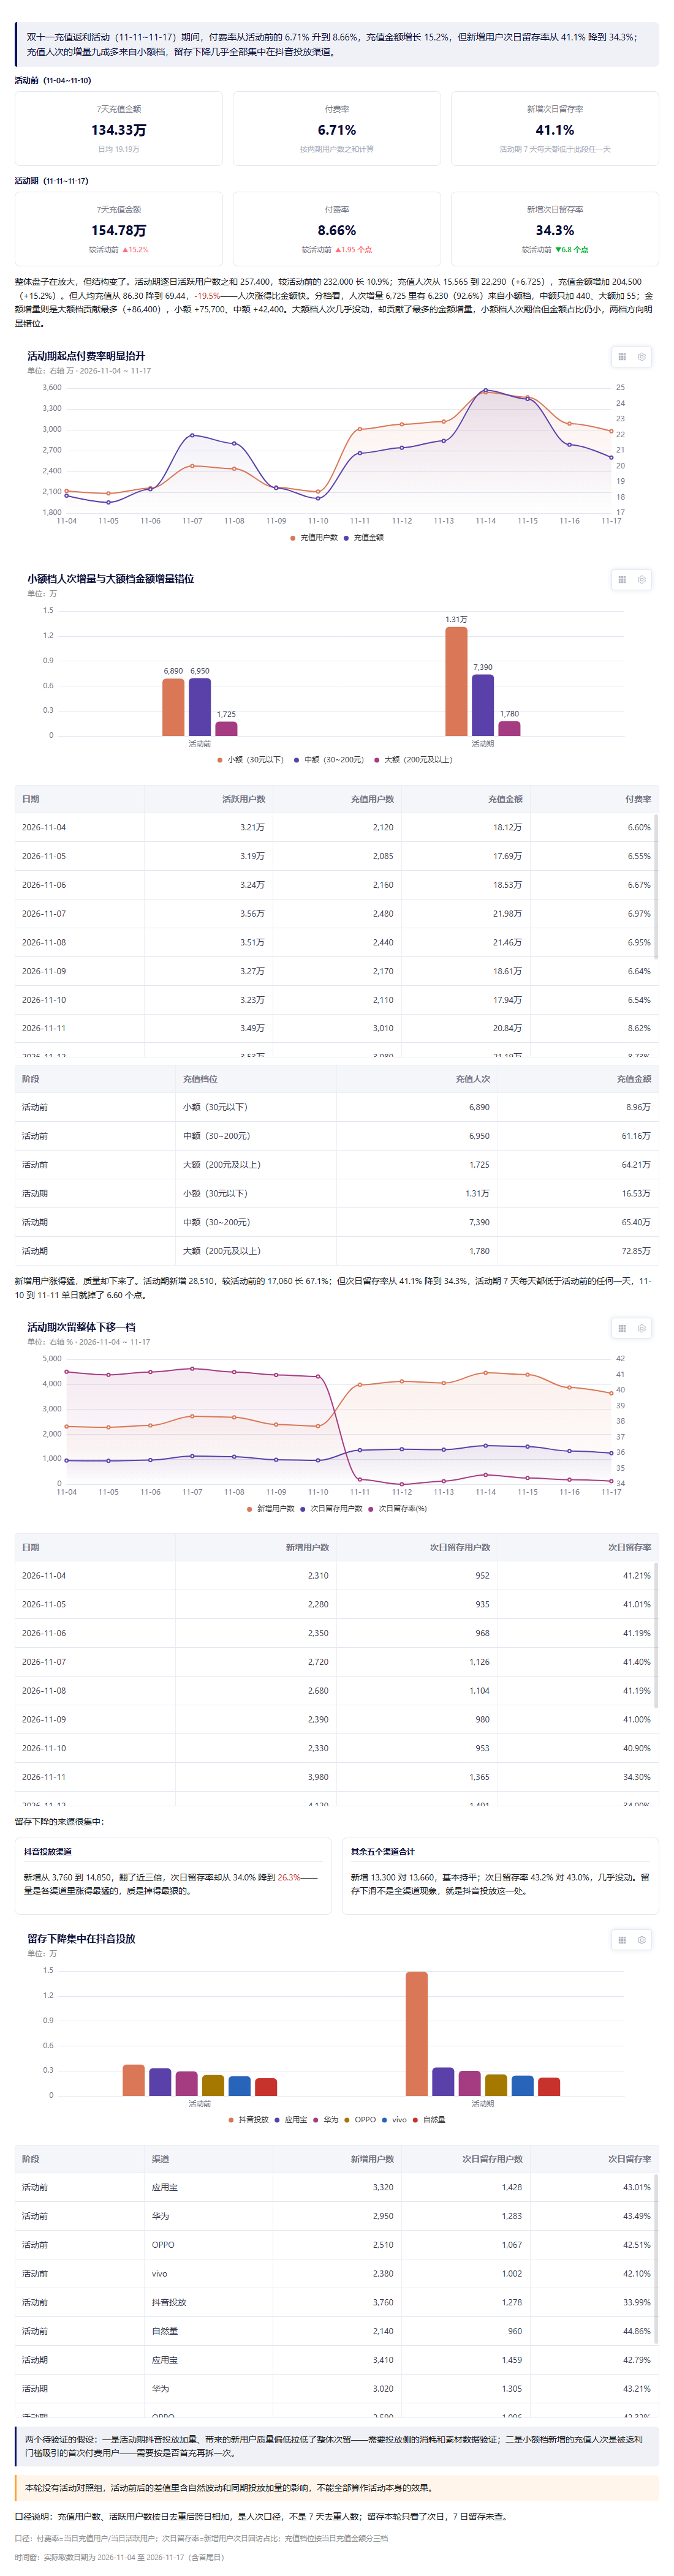 双十一充值返利活动（11-11~11-17）期间，付费率从活动前的 6.71% 升到 8.66%，充值金额增长 15.2%，但新增用户次日留存率从 41.1% 降到 34.3%；
充值人次的增量九成多来自小额档，留存下降几乎全部集中在抖音投放渠道。
活动前（11-04~11-10）
7天充值金额
134.33万
日均 19.19万
付费率
6.71%
按两期用户数之和计算
新增次日留存率
41.1%
活动期 7 天每天都低于此段任一天
活动期（11-11~11-17）
7天充值金额
154.78万
较活动前 ▲15.2%
付费率
8.66%
较活动前 ▲1.95 个点
新增次日留存率
34.3%
较活动前 ▼6.8 个点
整体盘子在放大，但结构变了。活动期逐日活跃用户数之和 257,400，较活动前的 232,000 长 10.9%；充值人次从 15,565 到 22,290（+6,725），充值金额增加 204,500
（+15.2%）。但人均充值从 86.30 降到 69.44，-19.5%——人次涨得比金额快。分档看，人次增量 6,725 里有 6,230（92.6%）来自小额档，中额只加 440、大额加 55；金
额增量则是大额档贡献最多（+86,400），小额 +75,700、中额 +42,400。大额档人次几乎没动，却贡献了最多的金额增量，小额档人次翻倍但金额占比仍小，两档方向明
显错位。
活动期起点付费率明显抬升
单位：右轴 万 · 2026-11-04 ~ 11-17
3,600
3,300
3,000
2,700
2,400
2,100
1,800
25
24
23
22
21
20
19
18
17
11-04 11-05 11-06 11-07 11-08 11-09 11-10 11-11 11-12 11-13 11-14 11-15 11-16 11-17
充值用户数 充值金额
小额档人次增量与大额档金额增量错位
单位：万
1.5
1.2
0.9
0.6
0.3
0
6,890 6,950 1,725
1.31万 7,390 1,780
活动前 活动期
小额（30元以下） 中额（30~200元） 大额（200元及以上）
日期 活跃用户数 充值用户数 充值金额 付费率
2026-11-04 3.21万 2,120 18.12万 6.60%
2026-11-05 3.19万 2,085 17.69万 6.55%
2026-11-06 3.24万 2,160 18.53万 6.67%
2026-11-07 3.56万 2,480 21.98万 6.97%
2026-11-08 3.51万 2,440 21.46万 6.95%
2026-11-09 3.27万 2,170 18.61万 6.64%
2026-11-10 3.23万 2,110 17.94万 6.54%
2026-11-11 3.49万 3,010 20.84万 8.62%
2026-11-12 3.53万 3,080 21.19万 8.73%
阶段 充值档位 充值人次 充值金额
活动前 小额（30元以下） 6,890 8.96万
活动前 中额（30~200元） 6,950 61.16万
活动前 大额（200元及以上） 1,725 64.21万
活动期 小额（30元以下） 1.31万 16.53万
活动期 中额（30~200元） 7,390 65.40万
活动期 大额（200元及以上） 1,780 72.85万
新增用户涨得猛，质量却下来了。活动期新增 28,510，较活动前的 17,060 长 67.1%；但次日留存率从 41.1% 降到 34.3%，活动期 7 天每天都低于活动前的任何一天，11-
10 到 11-11 单日就掉了 6.60 个点。
活动期次留整体下移一档
单位：右轴 % · 2026-11-04 ~ 11-17
5,000
4,000
3,000
2,000
1,000
0
42
41
40
39
38
37
36
35
34
11-04 11-05 11-06 11-07 11-08 11-09 11-10 11-11 11-12 11-13 11-14 11-15 11-16 11-17
新增用户数 次日留存用户数 次日留存率(%)
日期 新增用户数 次日留存用户数 次日留存率
2026-11-04 2,310 952 41.21%
2026-11-05 2,280 935 41.01%
2026-11-06 2,350 968 41.19%
2026-11-07 2,720 1,126 41.40%
2026-11-08 2,680 1,104 41.19%
2026-11-09 2,390 980 41.00%
2026-11-10 2,330 953 40.90%
2026-11-11 3,980 1,365 34.30%
2026-11-12 4,120 1,401 34.00%
留存下降的来源很集中：
抖音投放渠道
新增从 3,760 到 14,850，翻了近三倍，次日留存率却从 34.0% 降到 26.3%——
量是各渠道里涨得最猛的，质是掉得最狠的。
其余五个渠道合计
新增 13,300 对 13,660，基本持平；次日留存率 43.2% 对 43.0%，几乎没动。留
存下滑不是全渠道现象，就是抖音投放这一处。
留存下降集中在抖音投放
单位：万
1.5
1.2
0.9
0.6
0.3
0
活动前 活动期
抖音投放 应用宝 华为 OPPO vivo 自然量
阶段 渠道 新增用户数 次日留存用户数 次日留存率
活动前 应用宝 3,320 1,428 43.01%
活动前 华为 2,950 1,283 43.49%
活动前 OPPO 2,510 1,067 42.51%
活动前 vivo 2,380 1,002 42.10%
活动前 抖音投放 3,760 1,278 33.99%
活动前 自然量 2,140 960 44.86%
活动期 应用宝 3,410 1,459 42.79%
活动期 华为 3,020 1,305 43.21%
活动期 OPPO 2,590 1,096 42.32%
两个待验证的假设：一是活动期抖音投放加量、带来的新用户质量偏低拉低了整体次留——需要投放侧的消耗和素材数据验证；二是小额档新增的充值人次是被返利
门槛吸引的首次付费用户——需要按是否首充再拆一次。
本轮没有活动对照组，活动前后的差值里含自然波动和同期投放加量的影响，不能全部算作活动本身的效果。
口径说明：充值用户数、活跃用户数按日去重后跨日相加，是人次口径，不是 7 天去重人数；留存本轮只看了次日，7 日留存未查。
口径：付费率=当日充值用户/当日活跃用户；次日留存率=新增用户次日回访占比；充值档位按当日充值金额分三档
时间窗：实际取数日期为 2026-11-04 至 2026-11-17（含首尾日）